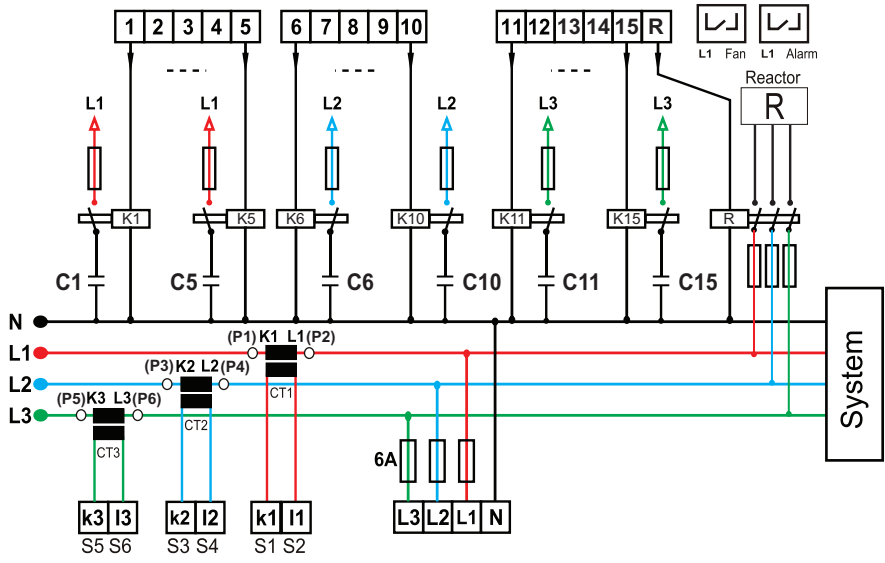 1 2 3 4 5 6 7 8 9 10 11 12 13 14 15 R
L1 Fan L1 Alarm
Reactor
R
L1 L1 L2 L2 L3 L3
K1 K5 K6 K10 K11 K15 R
C1 C5 C6 C10 C11 C15
N
L1 (P1) K1 L1 (P2)
L2 (P3) K2 L2 (P4)
CT1
L3 (P5) K3 L3 (P6)
CT2
CT3
System
6A
k3 l3 k2 l2 k1 l1 L3 L2 L1 N
S5 S6 S3 S4 S1 S2